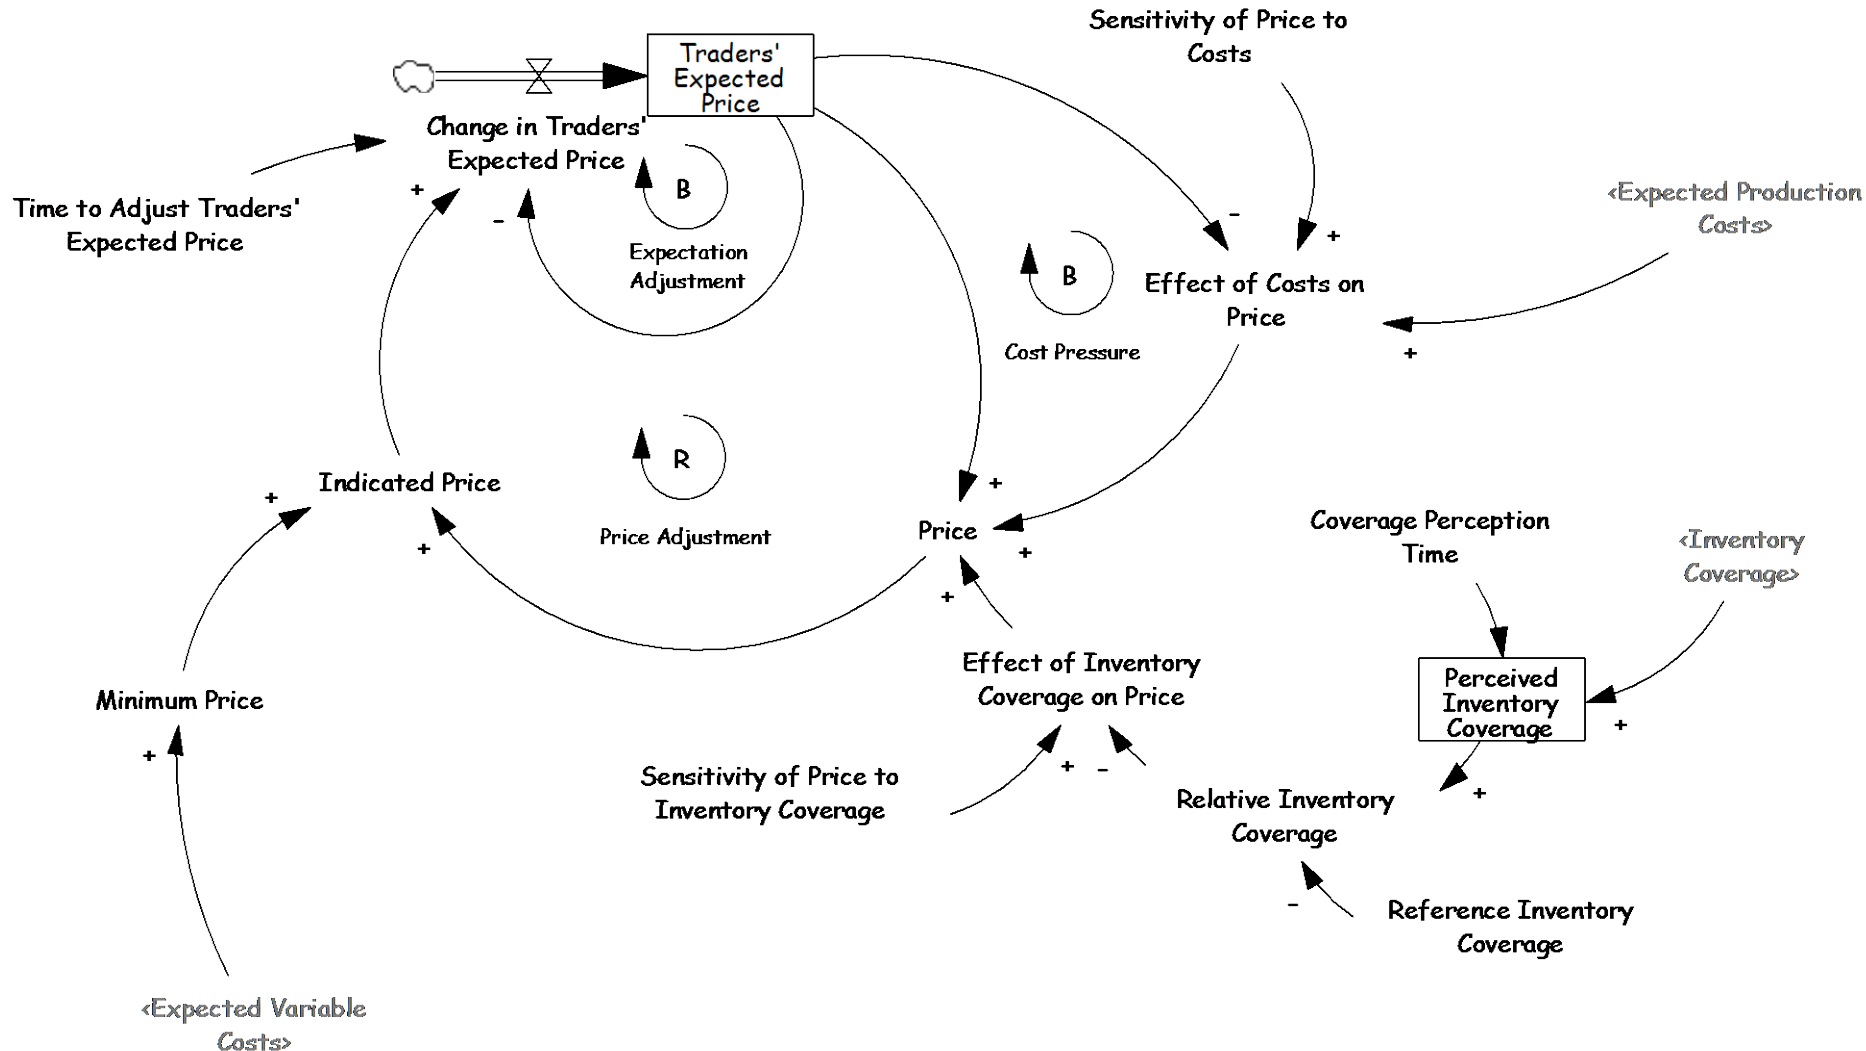 Sensitivity of Price to
Costs
Traders'
Expected
Price
Change in Traders'
Expected Price
+
-
B
Expectation
Adjustment
Time to Adjust Traders'
Expected Price
-
+
<Expected Production
Costs>
B
Cost Pressure
Effect of Costs on
Price
+
Indicated Price
+
+
R
Price Adjustment
+
Price
+
+
Coverage Perception
Time
<Inventory
Coverage>
Minimum Price
+
Effect of Inventory
Coverage on Price
Perceived
Inventory
Coverage
+
+
Sensitivity of Price to
Inventory Coverage
+
-
Relative Inventory
Coverage
-
Reference Inventory
Coverage
<Expected Variable
Costs>